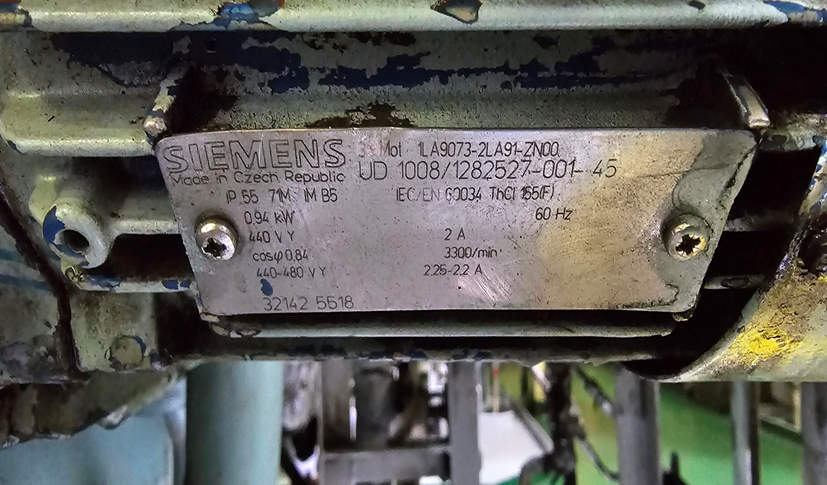 SIEMENS 3~Mot. 1LA9073-2LA91-ZN00
Made in Czech Republic UD 1008/1282527-001-45
IP 55 71M IM B5 IEC/EN 60034 ThCl 155(F)
0,94 kW 60 Hz
440 V Y 2 A
cosφ 0,84 3300/min
440-480 V Y 2,25-2,2 A
32142 5518